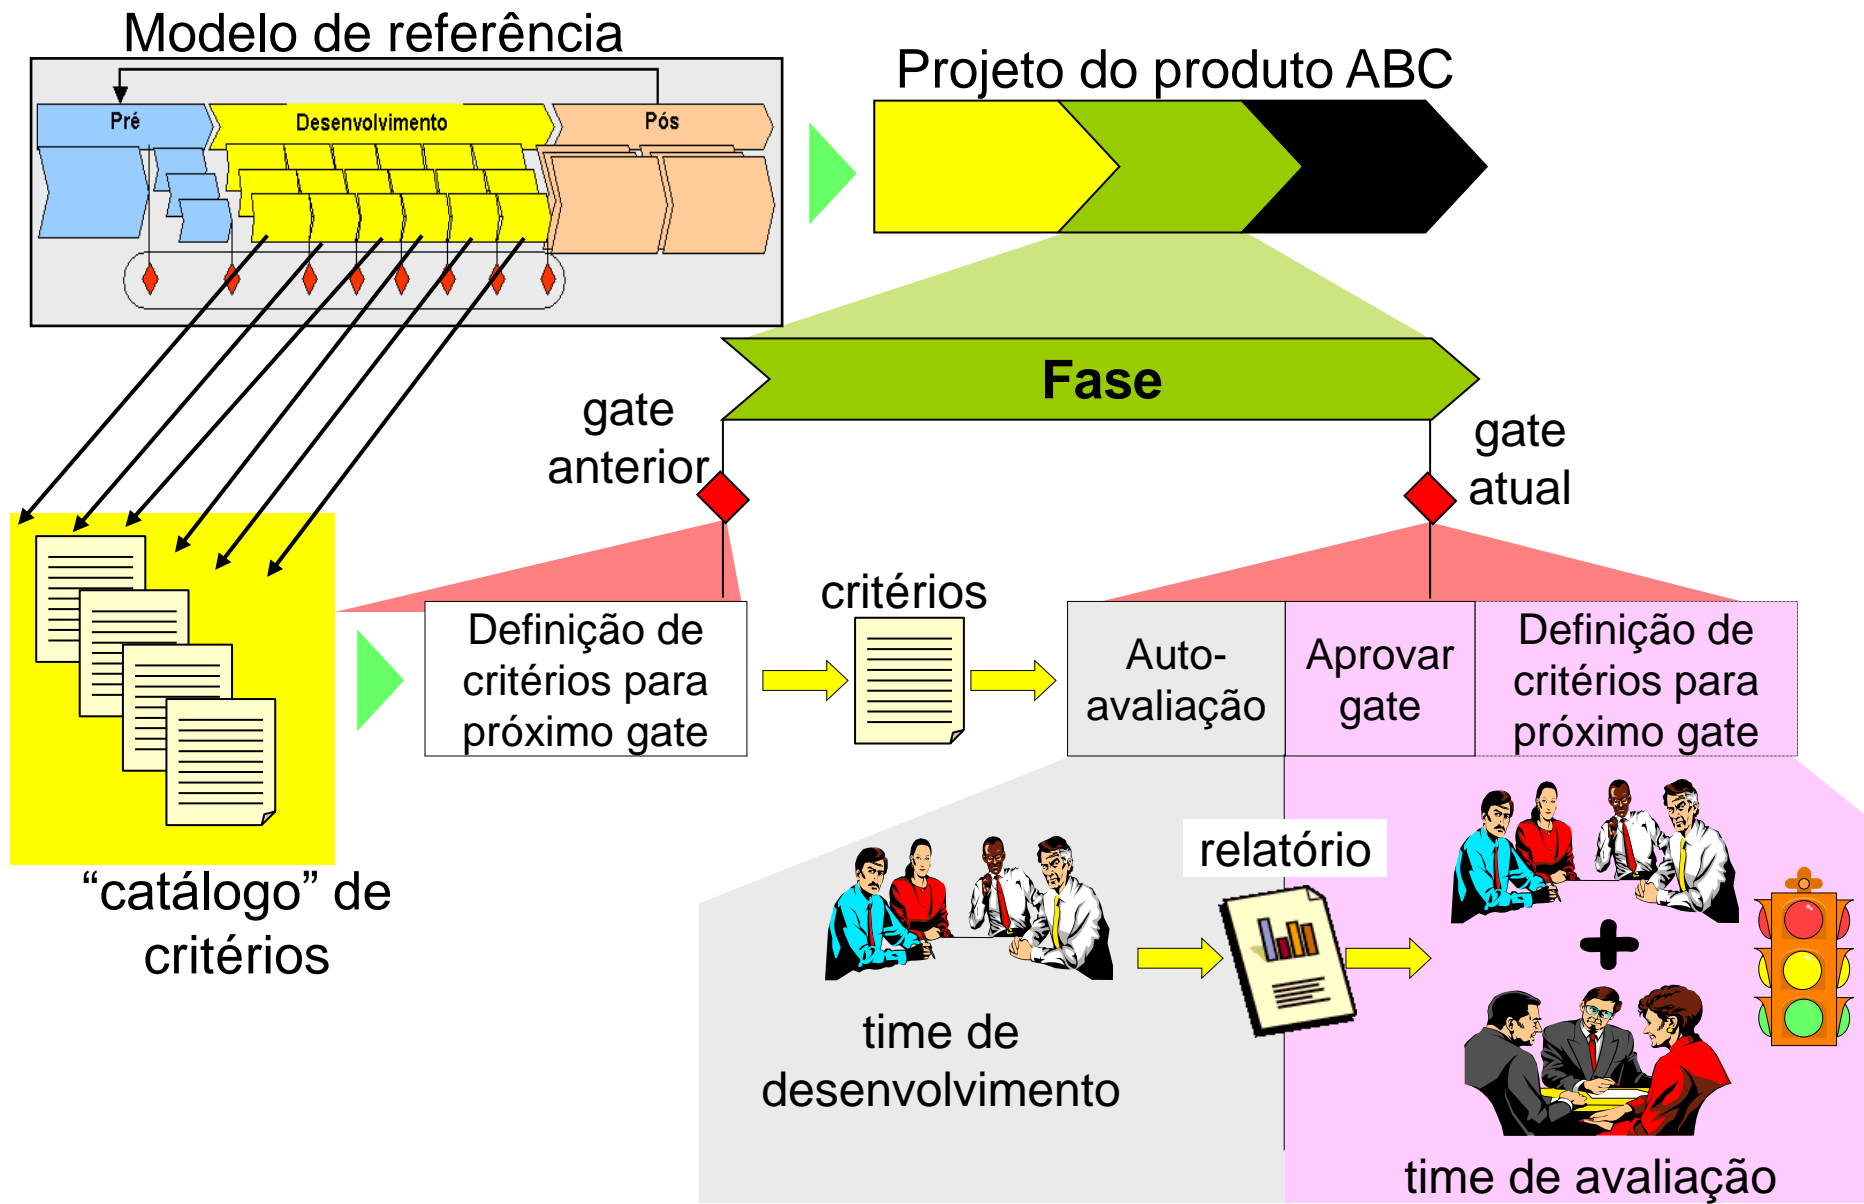 Modelo de referência
Projeto do produto ABC
Pré
Desenvolvimento
Pós
Fase
gate
anterior
gate
atual
critérios
Definição de
critérios para
próximo gate
Auto-
avaliação
Aprovar
gate
Definição de
critérios para
próximo gate
“catálogo” de
critérios
relatório
time de
desenvolvimento
time de avaliação